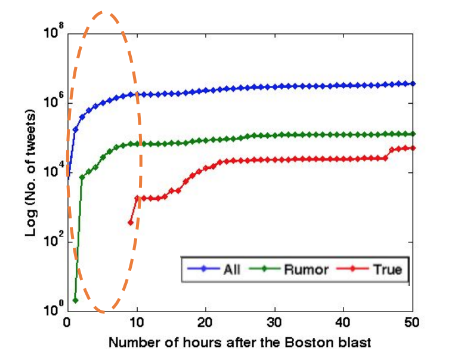 Log (No. of tweets)
10^8
10^6
10^4
10^2
10^0
0 10 20 30 40 50
All Rumor True
Number of hours after the Boston blast